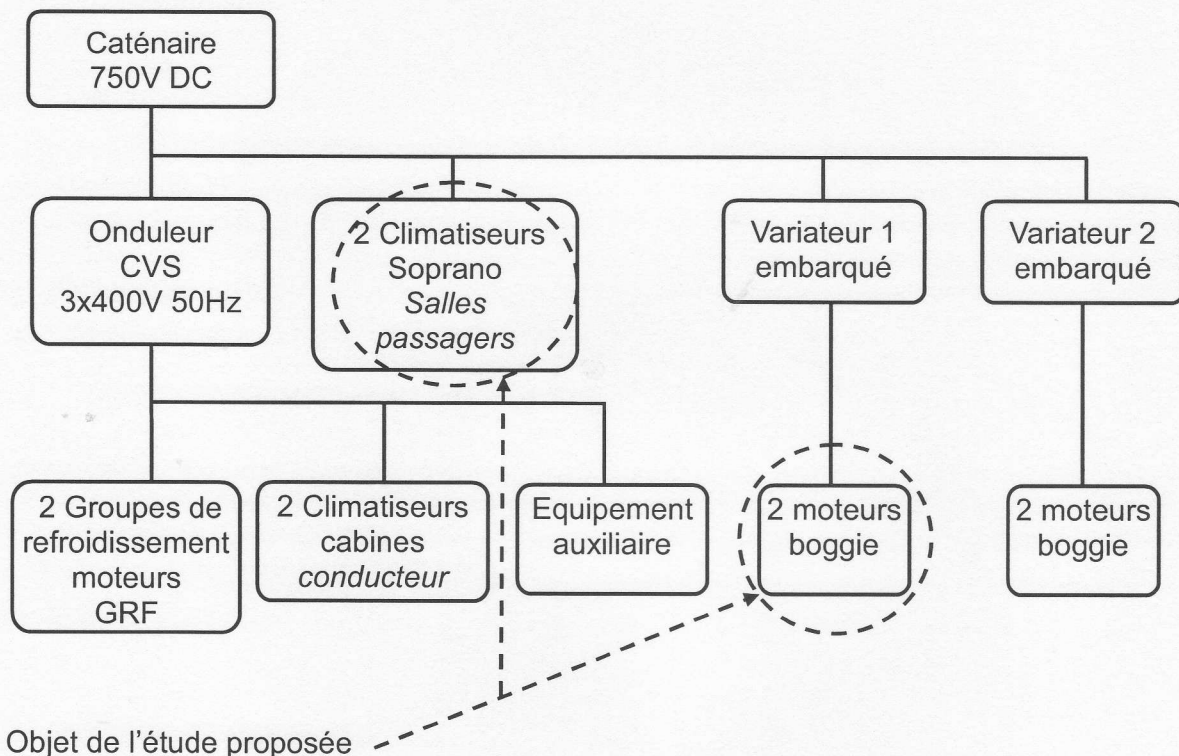 Caténaire
750V DC
Onduleur
CVS
3x400V 50Hz
2 Climatiseurs
Soprano
Salles
passagers
Variateur 1
embarqué
Variateur 2
embarqué
2 Groupes de
refroidissement
moteurs
GRF
2 Climatiseurs
cabines
conducteur
Equipement
auxiliaire
2 moteurs
boggie
2 moteurs
boggie
Objet de l'étude proposée